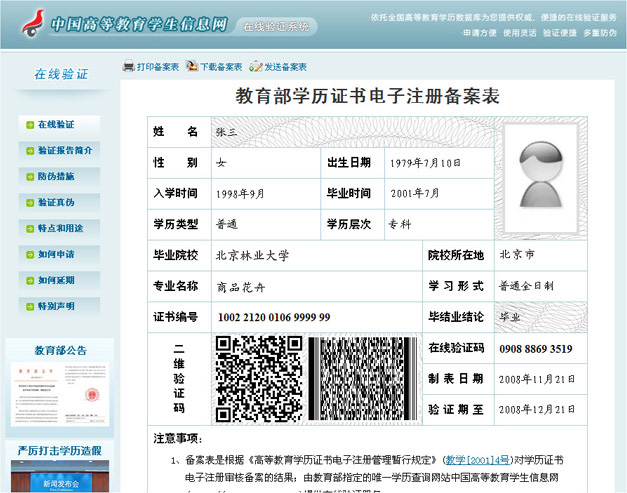 中国高等教育学生信息网
在线验证系统
·依托全国高等教育学历数据库为您提供权威、便捷的在线验证服务
·申请方便 使用灵活 验证便捷 多重防伪
在线验证
在线验证
验证报告简介
防伪措施
验证真伪
特点和用途
如何申请
如何延期
特别声明
教育部公告
严厉打击学历造假
新闻发布会
打印备案表 下载备案表 发送备案表
教育部学历证书电子注册备案表
姓 名 张三
性 别 女 出生日期 1979年7月10日
入学时间 1998年9月 毕业时间 2001年7月
学历类型 普通 学历层次 专科
毕业院校 北京林业大学 院校所在地 北京市
专业名称 商品花卉 学习形式 普通全日制
证书编号 1002 2120 0106 9999 99 毕结业结论 毕业
二维验证码 在线验证码 0908 8869 3519
制表日期 2008年11月21日
验证期至 2008年12月21日
注意事项：
1、备案表是根据《高等教育学历证书电子注册管理暂行规定》(教学[2001]4号)对学历证书
电子注册审核备案的结果；由教育部指定的唯一学历查询网站中国高等教育学生信息网